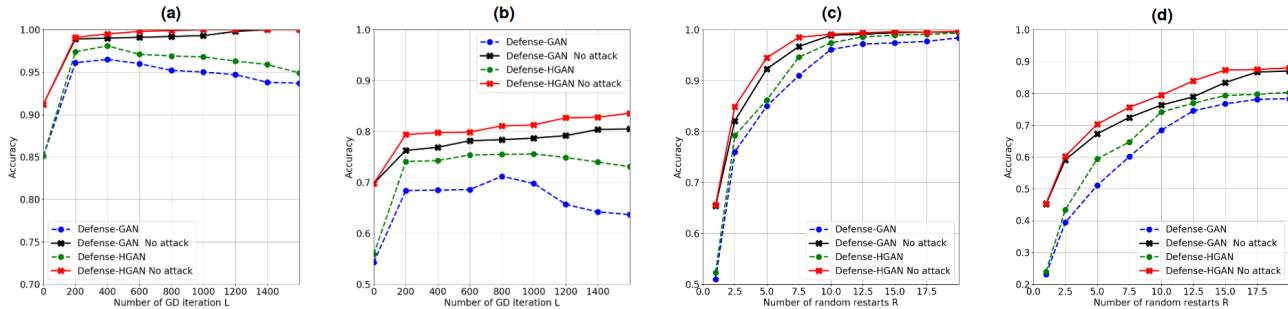 (a)
1.00
0.95
0.90
0.85
0.80
0.75
0.70
Accuracy
Defense-GAN
Defense-GAN No attack
Defense-HGAN
Defense-HGAN No attack
0 200 400 600 800 1000 1200 1400
Number of GD iteration L
(b)
1.0
0.9
0.8
0.7
0.6
0.5
Accuracy
Defense-GAN
Defense-GAN No attack
Defense-HGAN
Defense-HGAN No attack
0 200 400 600 800 1000 1200 1400
Number of GD iteration L
(c)
1.0
0.9
0.8
0.7
0.6
0.5
Accuracy
Defense-GAN
Defense-GAN No attack
Defense-HGAN
Defense-HGAN No attack
0.0 2.5 5.0 7.5 10.0 12.5 15.0 17.5
Number of random restarts R
(d)
1.0
0.9
0.8
0.7
0.6
0.5
0.4
0.3
0.2
Accuracy
Defense-GAN
Defense-GAN No attack
Defense-HGAN
Defense-HGAN No attack
0.0 2.5 5.0 7.5 10.0 12.5 15.0 17.5
Number of random restarts R